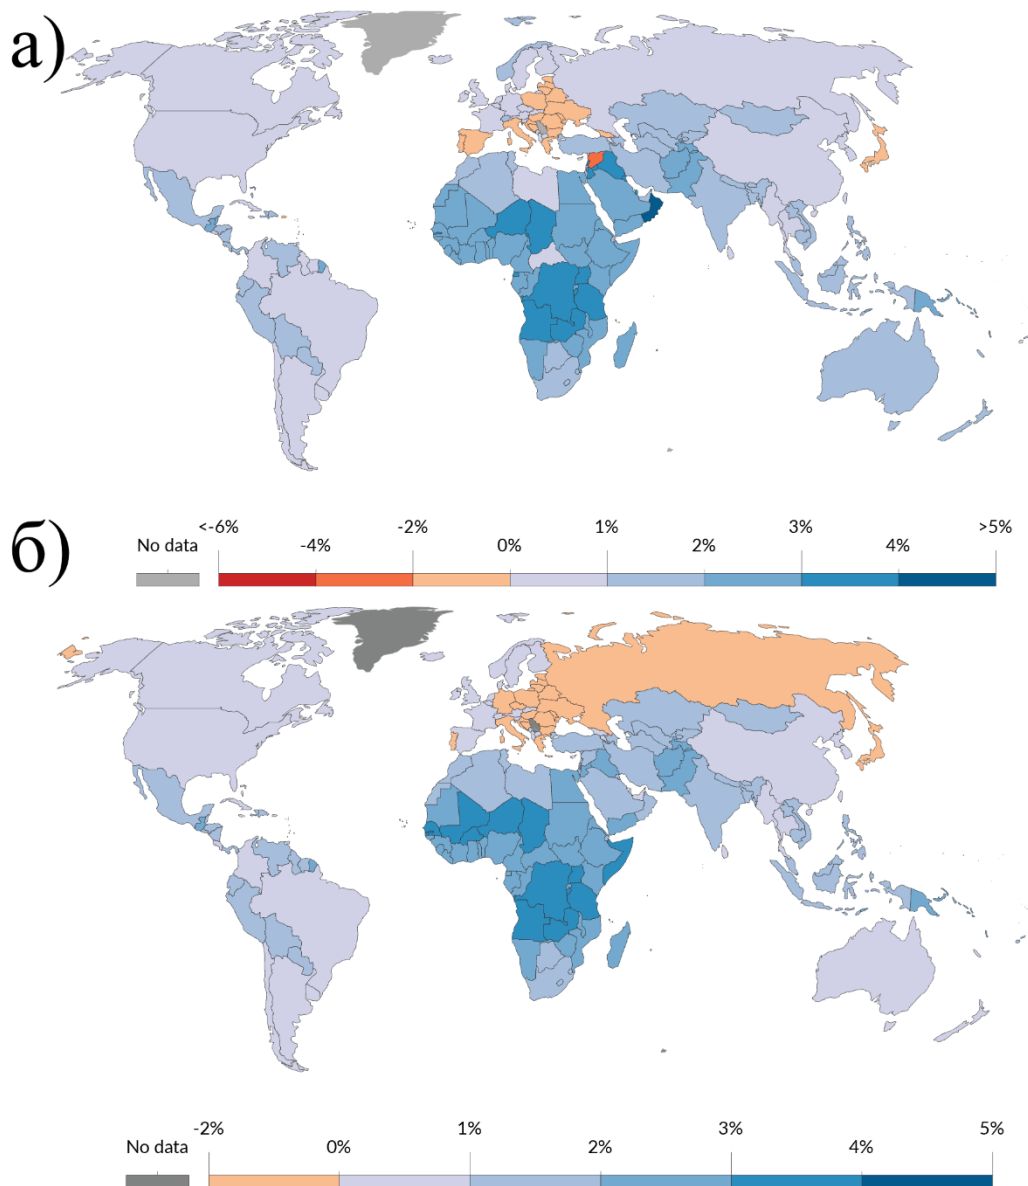 а)
б)
<-6% -2% 1% 3% >5%
No data -4% 0% 2% 4%
-2% 1% 3% 5%
No data 0% 2% 4%